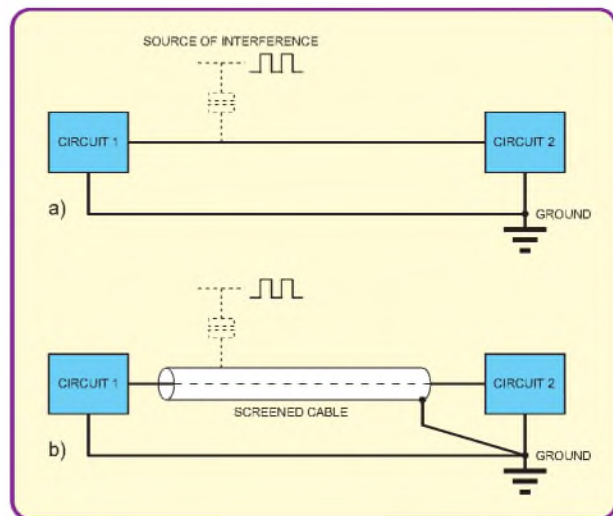 SOURCE OF INTERFERENCE
CIRCUIT 1
CIRCUIT 2
a)
GROUND
CIRCUIT 1
CIRCUIT 2
SCREENED CABLE
b)
GROUND